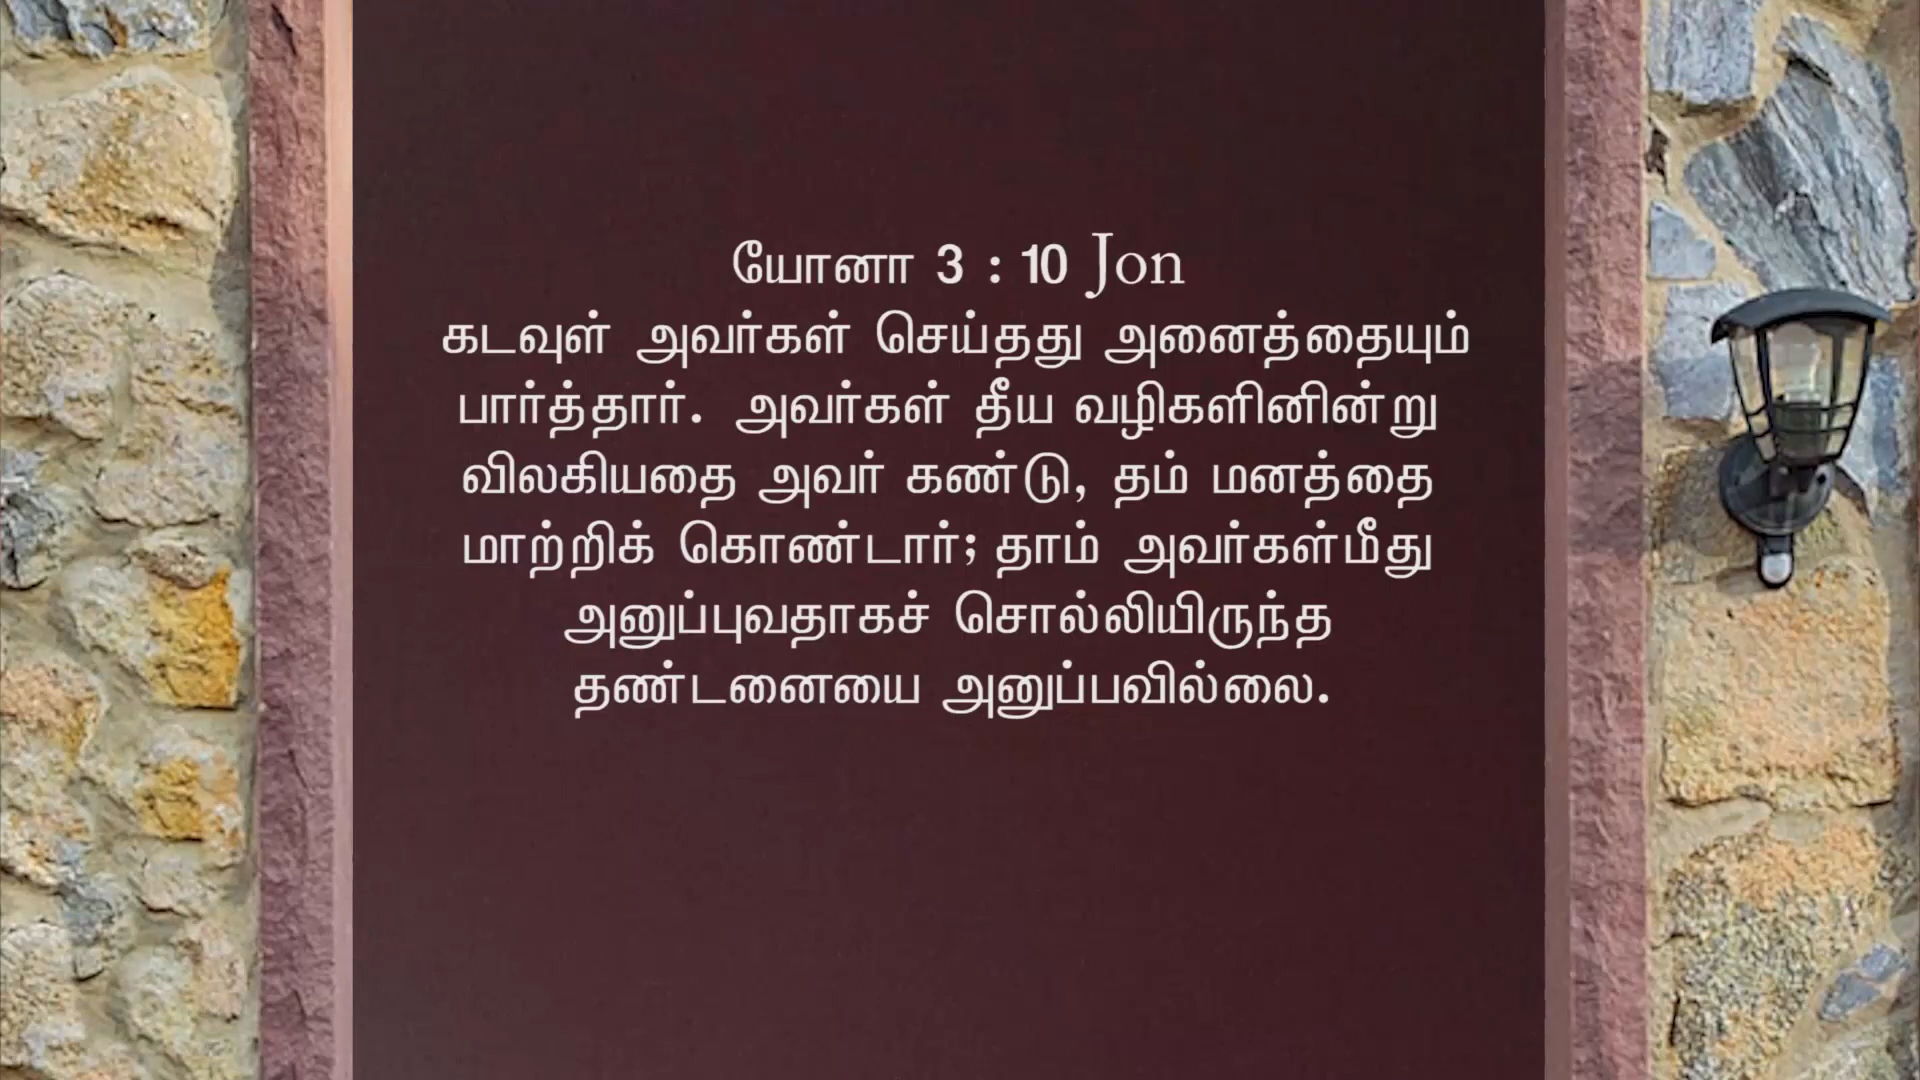 யோனா 3 : 10 Jon
கடவுள் அவர்கள் செய்தது அனைத்தையும்
பார்த்தார். அவர்கள் தீய வழிகளினின்று
விலகியதை அவர் கண்டு, தம் மனத்தை
மாற்றிக் கொண்டார்; தாம் அவர்கள்மீது
அனுப்புவதாகச் சொல்லியிருந்த
தண்டனையை அனுப்பவில்லை.